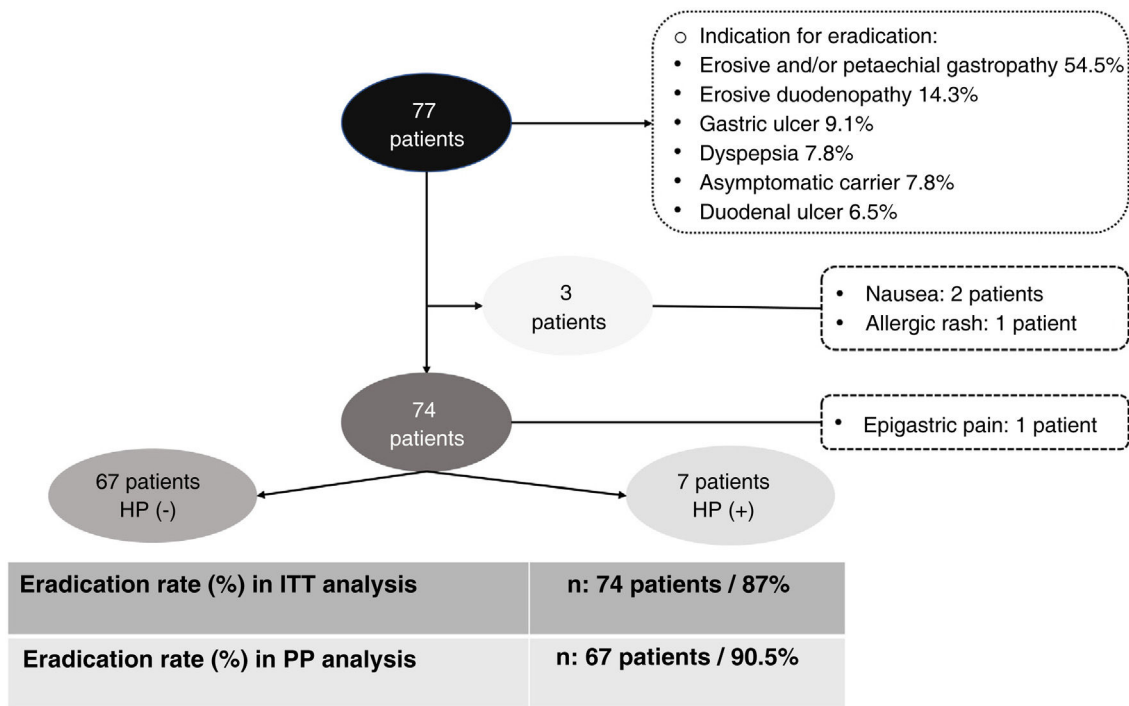 77
patients
○ Indication for eradication:
• Erosive and/or petaechial gastropathy 54.5%
• Erosive duodenopathy 14.3%
• Gastric ulcer 9.1%
• Dyspepsia 7.8%
• Asymptomatic carrier 7.8%
• Duodenal ulcer 6.5%
3
patients
• Nausea: 2 patients
• Allergic rash: 1 patient
74
patients
• Epigastric pain: 1 patient
67 patients
HP (-)
7 patients
HP (+)
Eradication rate (%) in ITT analysis n: 74 patients / 87%
Eradication rate (%) in PP analysis n: 67 patients / 90.5%